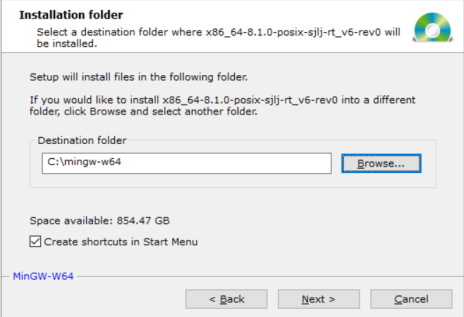 Installation folder
Select a destination folder where x86_64-8.1.0-posix-sjlj-rt_v6-rev0 will
be installed.
Setup will install files in the following folder.
If you would like to install x86_64-8.1.0-posix-sjlj-rt_v6-rev0 into a different
folder, click Browse and select another folder.
Destination folder
C:\mingw-w64
Browse...
Space available: 854.47 GB
Create shortcuts in Start Menu
MinGW-W64
< Back Next > Cancel